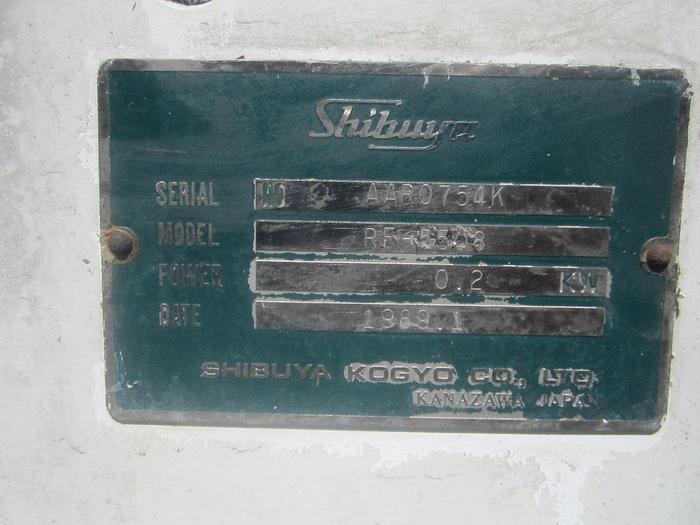 Shibuya
SERIAL NO AAR0754K
MODEL
POWER 0.2 KW
DATE 1989.1
SHIBUYA KOGYO CO., LTD.
KANAZAWA JAPAN